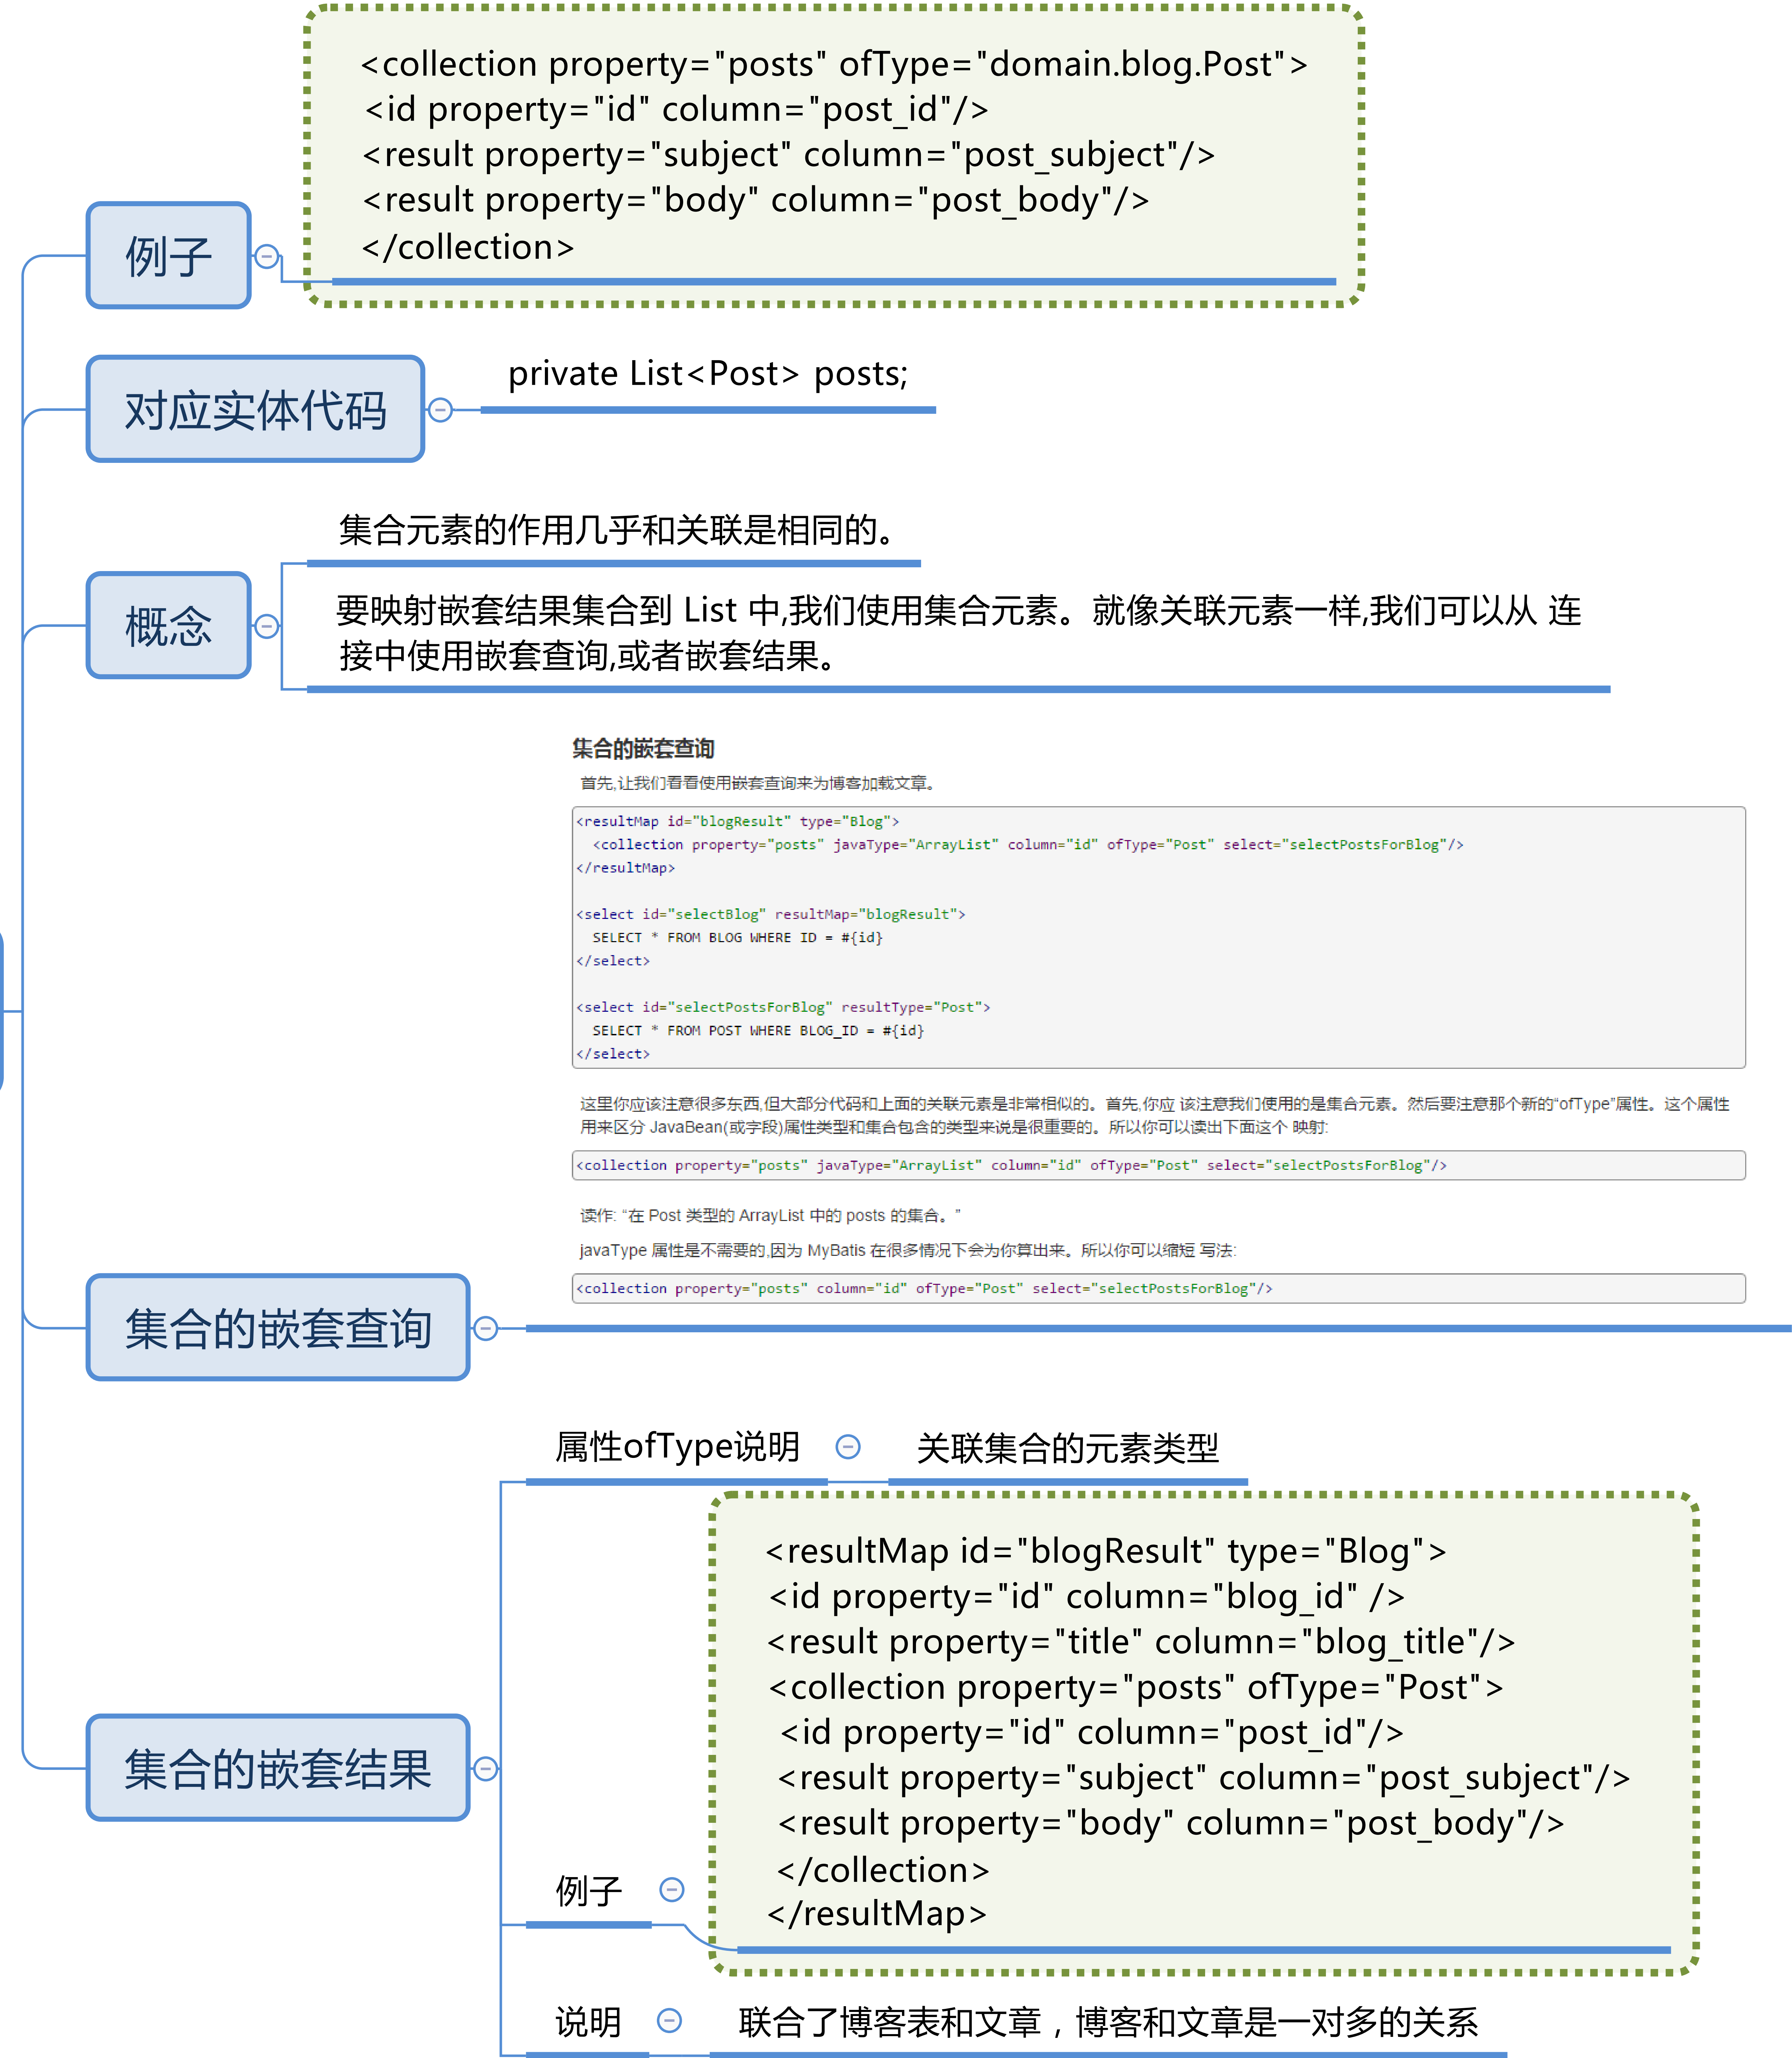 <collection property="posts" ofType="domain.blog.Post">
<id property="id" column="post_id"/>
<result property="subject" column="post_subject"/>
<result property="body" column="post_body"/>
</collection>
例子
private List<Post> posts;
对应实体代码
集合元素的作用几乎和关联是相同的。
概念
要映射嵌套结果集合到 List 中,我们使用集合元素。就像关联元素一样,我们可以从 连
接中使用嵌套查询,或者嵌套结果。
集合的嵌套查询
首先,让我们看看使用嵌套查询来为博客加载文章。
<resultMap id="blogResult" type="Blog">
<collection property="posts" javaType="ArrayList" column="id" ofType="Post" select="selectPostsForBlog"/>
</resultMap>
<select id="selectBlog" resultMap="blogResult">
SELECT * FROM BLOG WHERE ID = #{id}
</select>
<select id="selectPostsForBlog" resultType="Post">
SELECT * FROM POST WHERE BLOG_ID = #{id}
</select>
这里你应该注意很多东西,但大部分代码和上面的关联元素是非常相似的。首先,你应 该注意我们使用的是集合元素。然后要注意那个新的“ofType”属性。这个属性
用来区分 JavaBean(或字段)属性类型和集合包含的类型来说是很重要的。所以你可以读出下面这个 映射:
<collection property="posts" javaType="ArrayList" column="id" ofType="Post" select="selectPostsForBlog"/>
读作: “在 Post 类型的 ArrayList 中的 posts 的集合。”
javaType 属性是不需要的,因为 MyBatis 在很多情况下会为你算出来。所以你可以缩短 写法:
<collection property="posts" column="id" ofType="Post" select="selectPostsForBlog"/>
集合的嵌套查询
属性ofType说明
关联集合的元素类型
<resultMap id="blogResult" type="Blog">
<id property="id" column="blog_id" />
<result property="title" column="blog_title"/>
<collection property="posts" ofType="Post">
<id property="id" column="post_id"/>
<result property="subject" column="post_subject"/>
<result property="body" column="post_body"/>
</collection>
</resultMap>
集合的嵌套结果
例子
说明
联合了博客表和文章，博客和文章是一对多的关系